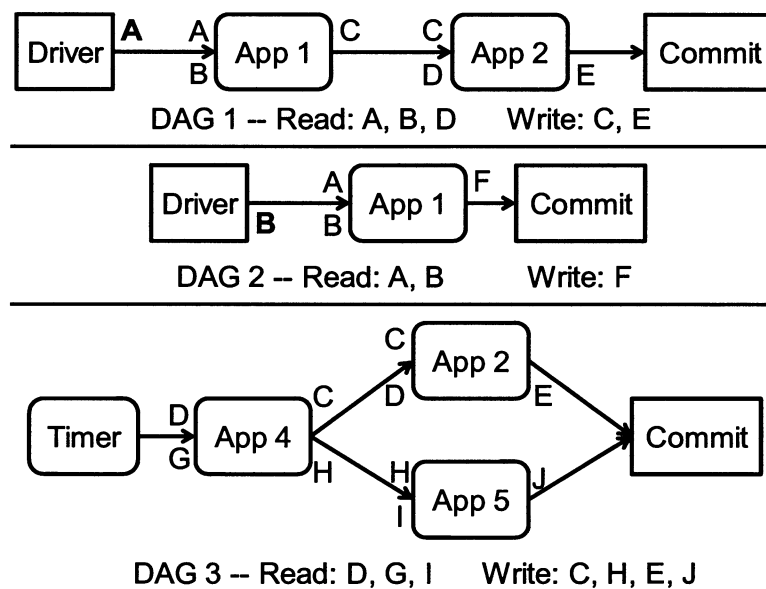 A A C C
Driver App 1 App 2 Commit
B D E
DAG 1 -- Read: A, B, D Write: C, E
A F
Driver App 1 Commit
B B
DAG 2 -- Read: A, B Write: F
C
App 2
C D E
D
Timer App 4 Commit
G
H H J
App 5
I
DAG 3 -- Read: D, G, I Write: C, H, E, J